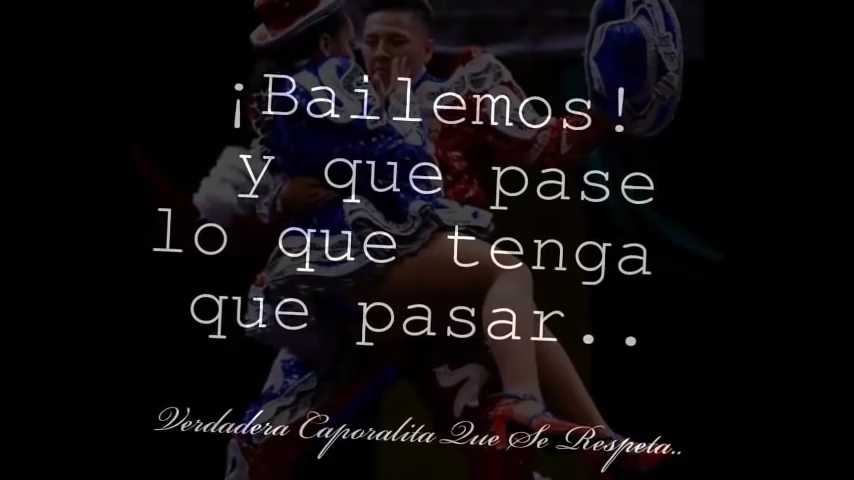 ¡Bailemos!
y que pase
lo que tenga
que pasar..
Verdadera Caporalita Que Se Respeta..